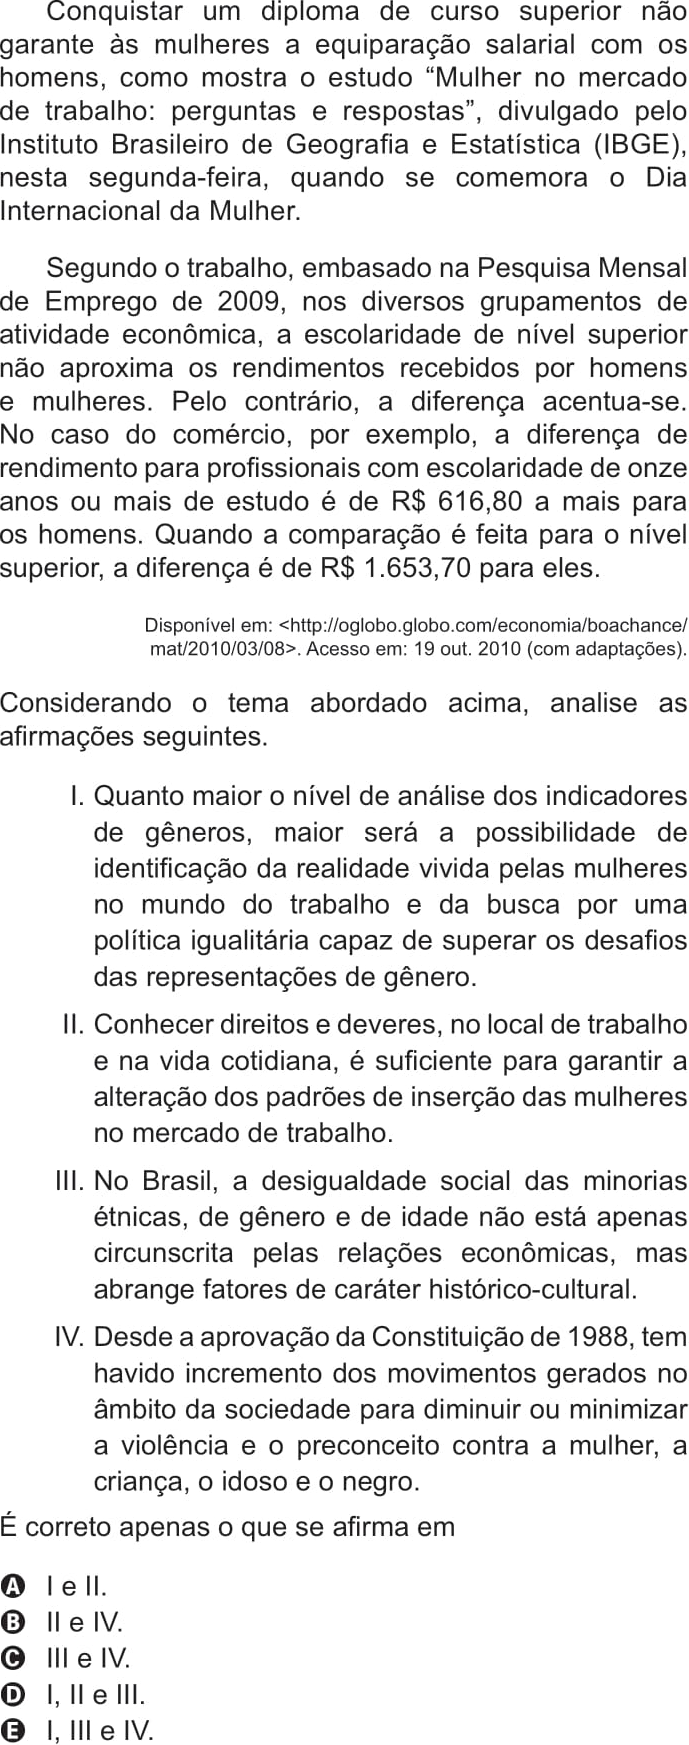 Conquistar um diploma de curso superior não
garante às mulheres a equiparação salarial com os
homens, como mostra o estudo “Mulher no mercado
de trabalho: perguntas e respostas”, divulgado pelo
Instituto Brasileiro de Geografia e Estatística (IBGE),
nesta segunda-feira, quando se comemora o Dia
Internacional da Mulher.
Segundo o trabalho, embasado na Pesquisa Mensal
de Emprego de 2009, nos diversos grupamentos de
atividade econômica, a escolaridade de nível superior
não aproxima os rendimentos recebidos por homens
e mulheres. Pelo contrário, a diferença acentua-se.
No caso do comércio, por exemplo, a diferença de
rendimento para profissionais com escolaridade de onze
anos ou mais de estudo é de R$ 616,80 a mais para
os homens. Quando a comparação é feita para o nível
superior, a diferença é de R$ 1.653,70 para eles.
Disponível em: <http://oglobo.globo.com/economia/boachance/
mat/2010/03/08>. Acesso em: 19 out. 2010 (com adaptações).
Considerando o tema abordado acima, analise as
afirmações seguintes.
I. Quanto maior o nível de análise dos indicadores
de gêneros, maior será a possibilidade de
identificação da realidade vivida pelas mulheres
no mundo do trabalho e da busca por uma
política igualitária capaz de superar os desafios
das representações de gênero.
II. Conhecer direitos e deveres, no local de trabalho
e na vida cotidiana, é suficiente para garantir a
alteração dos padrões de inserção das mulheres
no mercado de trabalho.
III. No Brasil, a desigualdade social das minorias
étnicas, de gênero e de idade não está apenas
circunscrita pelas relações econômicas, mas
abrange fatores de caráter histórico-cultural.
IV. Desde a aprovação da Constituição de 1988, tem
havido incremento dos movimentos gerados no
âmbito da sociedade para diminuir ou minimizar
a violência e o preconceito contra a mulher, a
criança, o idoso e o negro.
É correto apenas o que se afirma em
A I e II.
B II e IV.
C III e IV.
D I, II e III.
E I, III e IV.